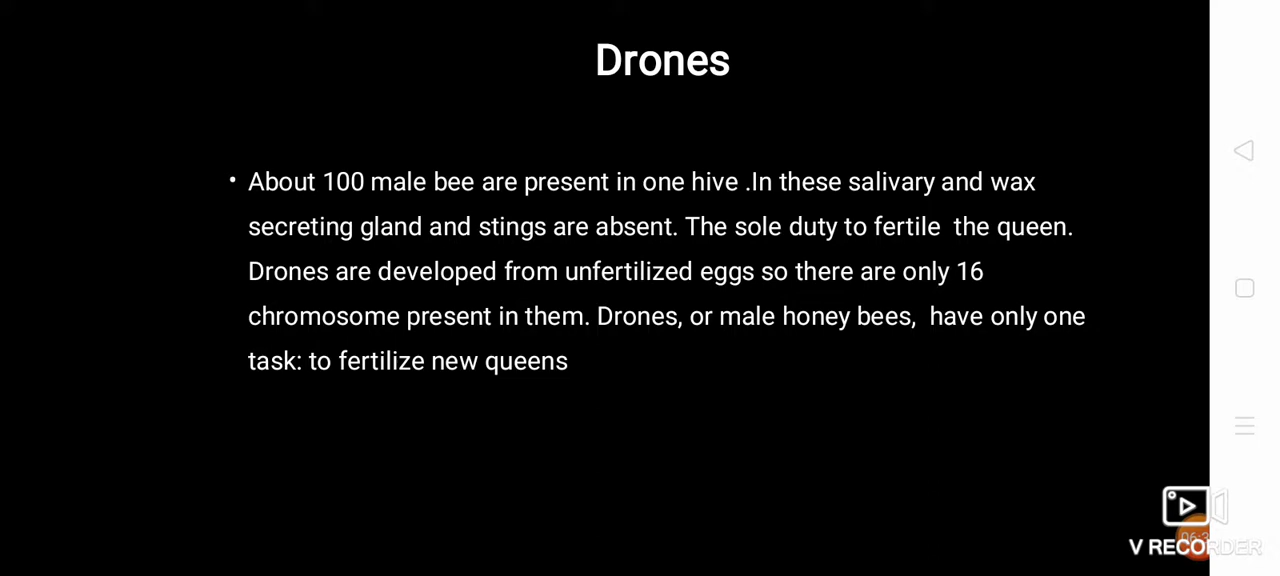 Drones
• About 100 male bee are present in one hive .In these salivary and wax
secreting gland and stings are absent. The sole duty to fertile  the queen.
Drones are developed from unfertilized eggs so there are only 16
chromosome present in them. Drones, or male honey bees,  have only one
task: to fertilize new queens
V RECORDER